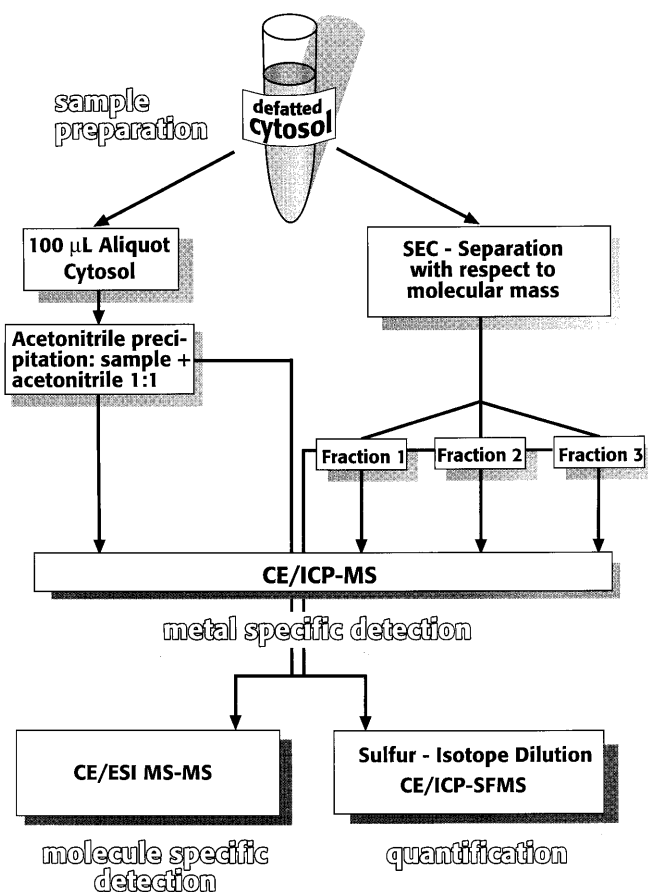 sample
preparation
defatted
cytosol
100 μL Aliquot
Cytosol
SEC - Separation
with respect to
molecular mass
Acetonitrile preci-
pitation: sample +
acetonitrile 1:1
Fraction 1
Fraction 2
Fraction 3
CE/ICP-MS
metal specific detection
CE/ESI MS-MS
Sulfur - Isotope Dilution
CE/ICP-SFMS
molecule specific
detection
quantification